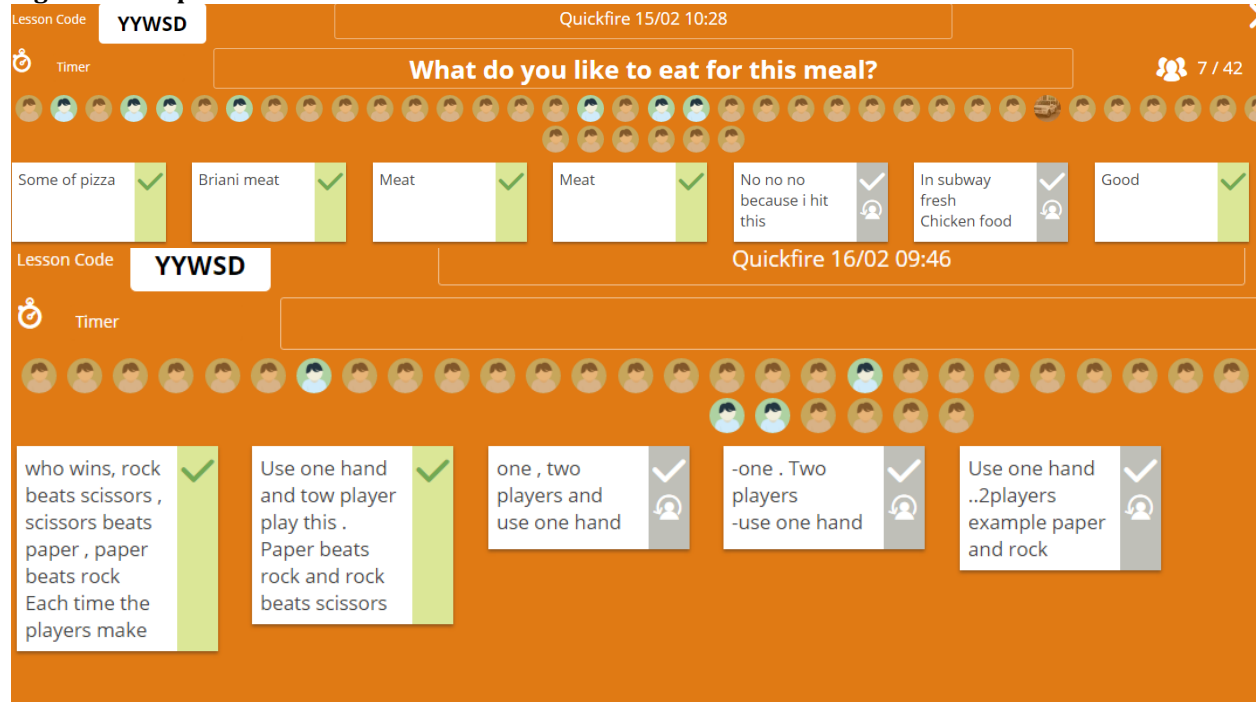 Lesson Code
YYWSD
Quickfire 15/02 10:28
Timer
What do you like to eat for this meal?
7 / 42
Some of pizza
Briani meat
Meat
Meat
No no no
because i hit
this
In subway
fresh
Chicken food
Good
Lesson Code
YYWSD
Quickfire 16/02 09:46
Timer
who wins, rock
beats scissors ,
scissors beats
paper , paper
beats rock
Each time the
players make
Use one hand
and tow player
play this .
Paper beats
rock and rock
beats scissors
one , two
players and
use one hand
-one . Two
players
-use one hand
Use one hand
..2players
example paper
and rock